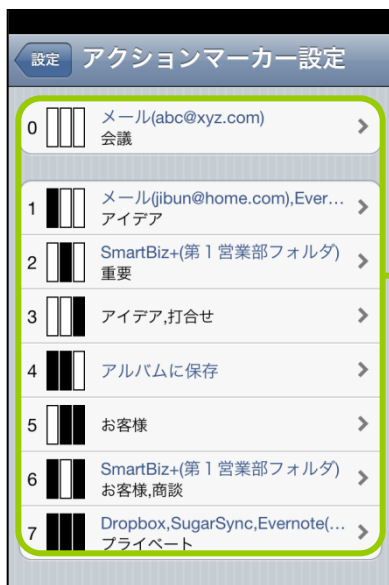 設定 アクションマーカー設定
0 メール(abc@xyz.com)
会議
1 メール(jibun@home.com),Ever...
アイデア
2 SmartBiz+(第1営業部フォルダ)
重要
3 アイデア,打合せ
4 アルバムに保存
5 お客様
6 SmartBiz+(第1営業部フォルダ)
お客様,商談
7 Dropbox,SugarSync,Evernote(...
プライベート